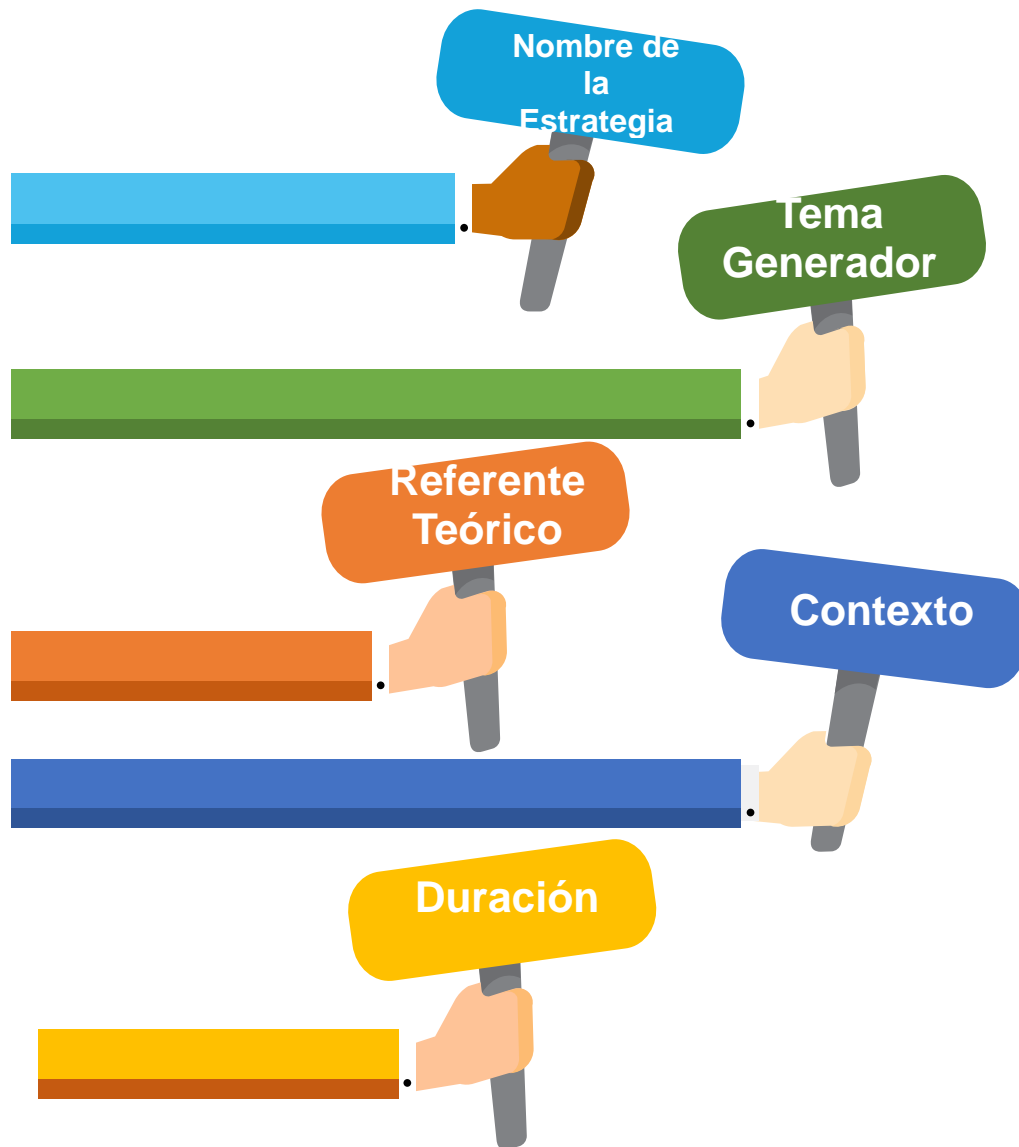 Nombre de
la
Estrategia
Tema
Generador
Referente
Teórico
Contexto
Duración